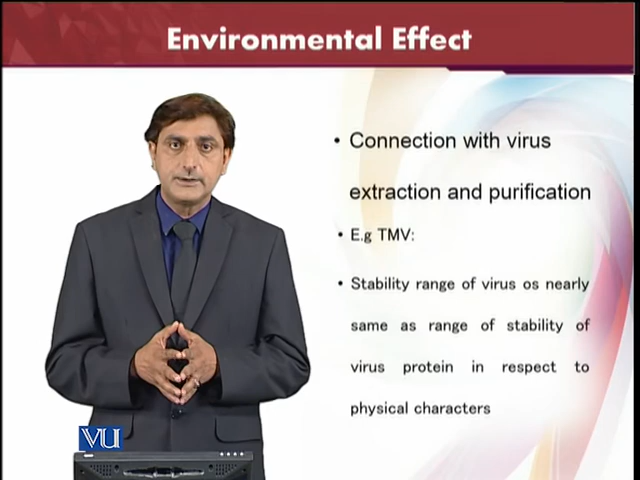 Environmental Effect
• Connection with virus
extraction and purification
• E.g TMV:
• Stability range of virus os nearly
same as range of stability of
virus protein in respect to
physical characters
VU